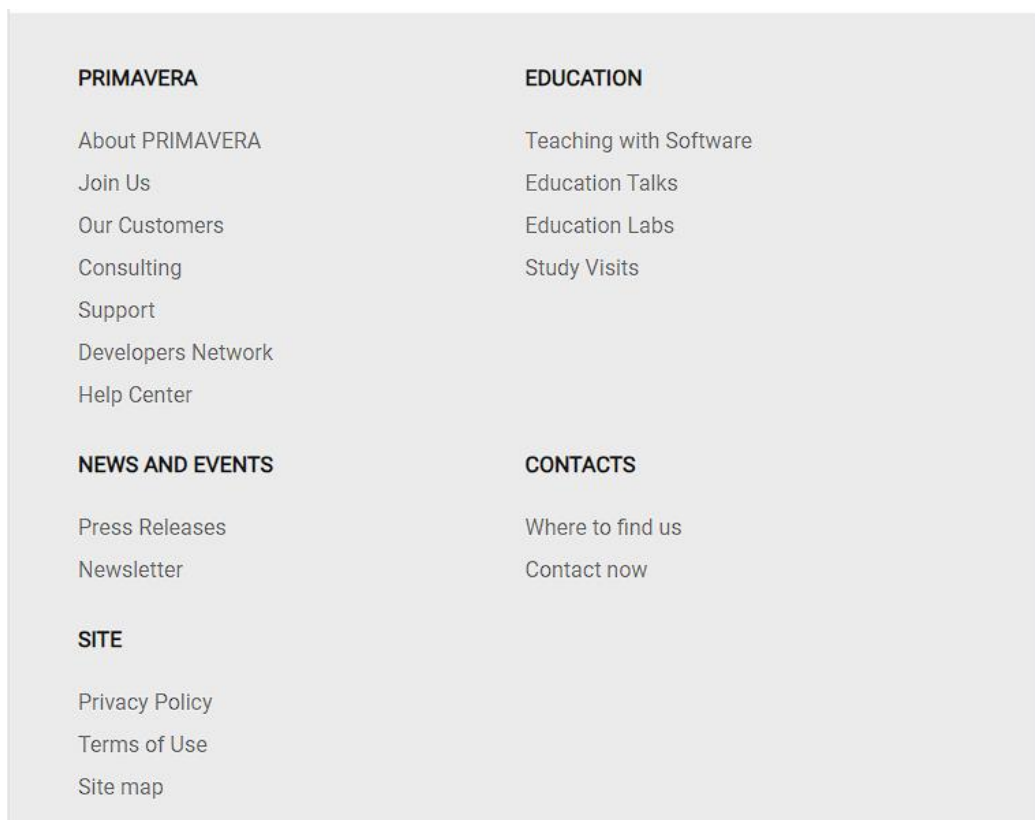 PRIMAVERA
About PRIMAVERA
Join Us
Our Customers
Consulting
Support
Developers Network
Help Center
EDUCATION
Teaching with Software
Education Talks
Education Labs
Study Visits
NEWS AND EVENTS
Press Releases
Newsletter
CONTACTS
Where to find us
Contact now
SITE
Privacy Policy
Terms of Use
Site map